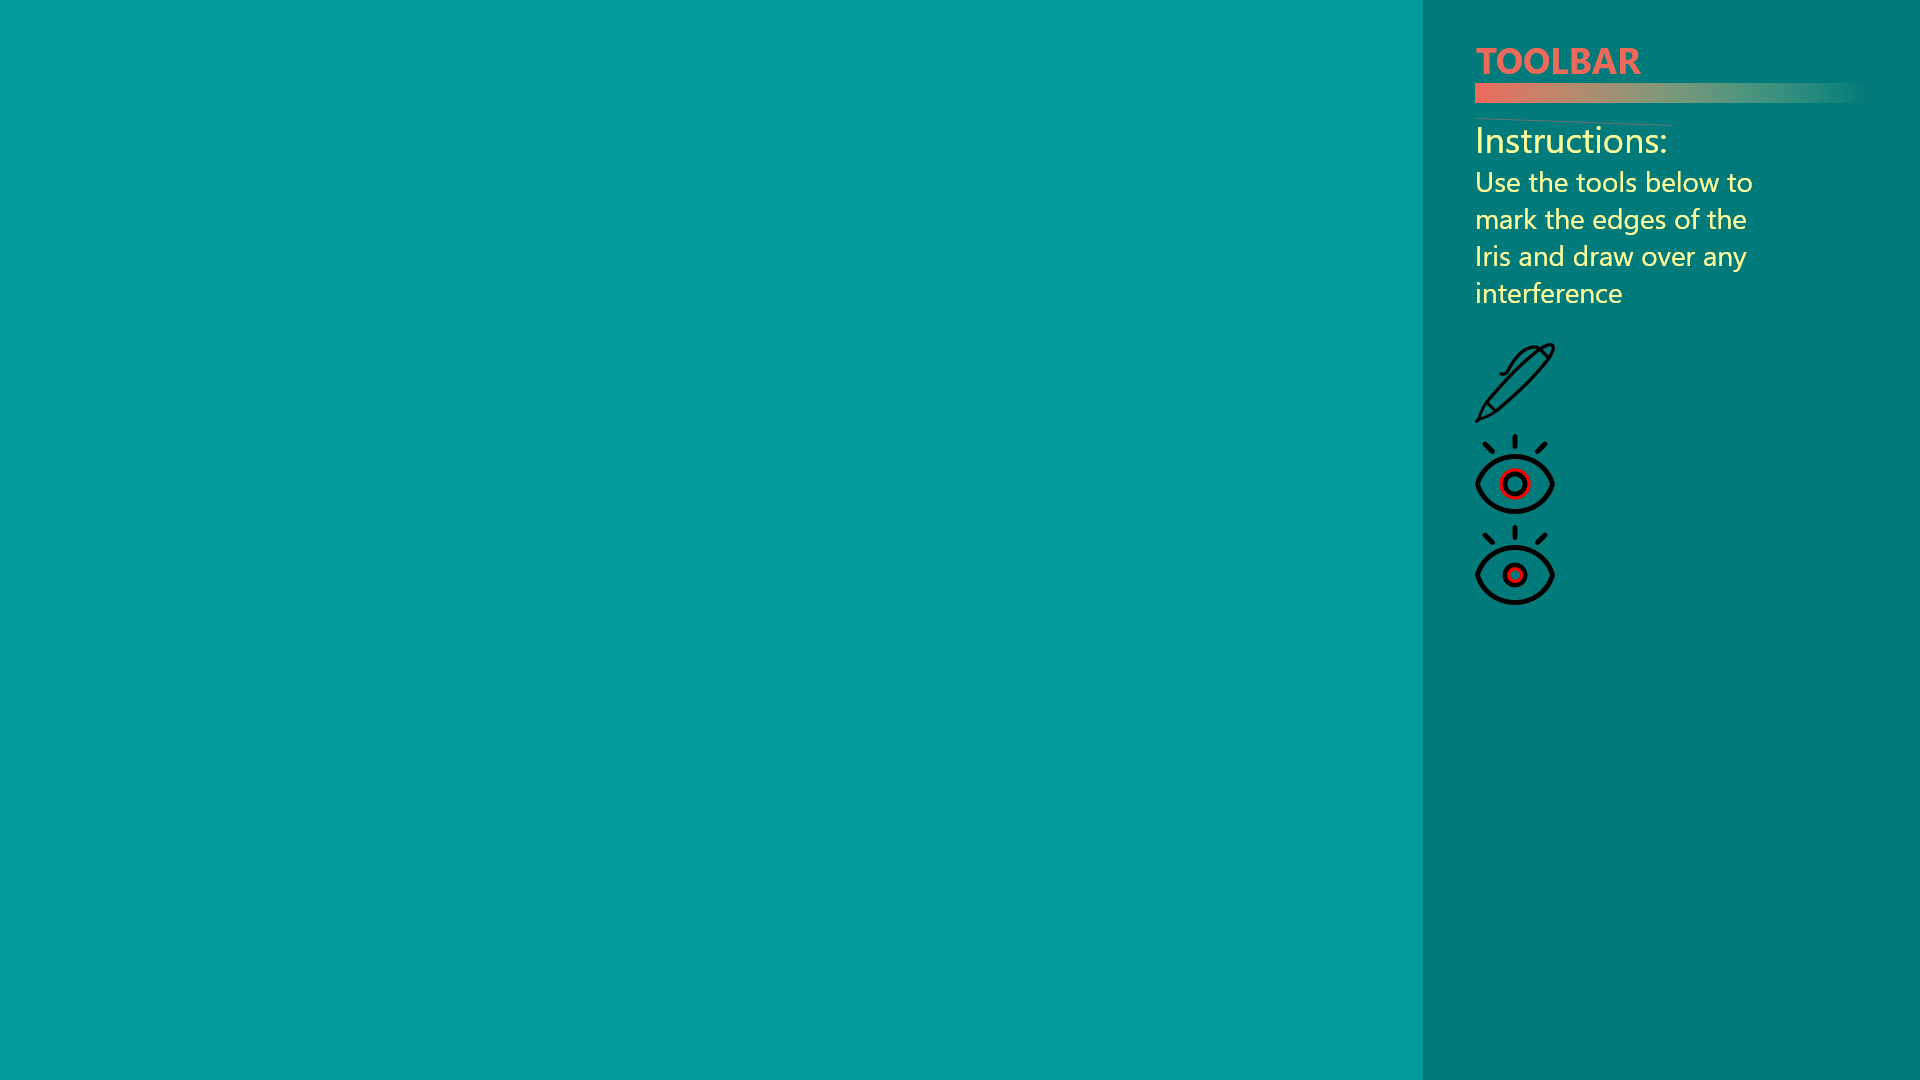 TOOLBAR
Instructions:
Use the tools below to
mark the edges of the
Iris and draw over any
interference